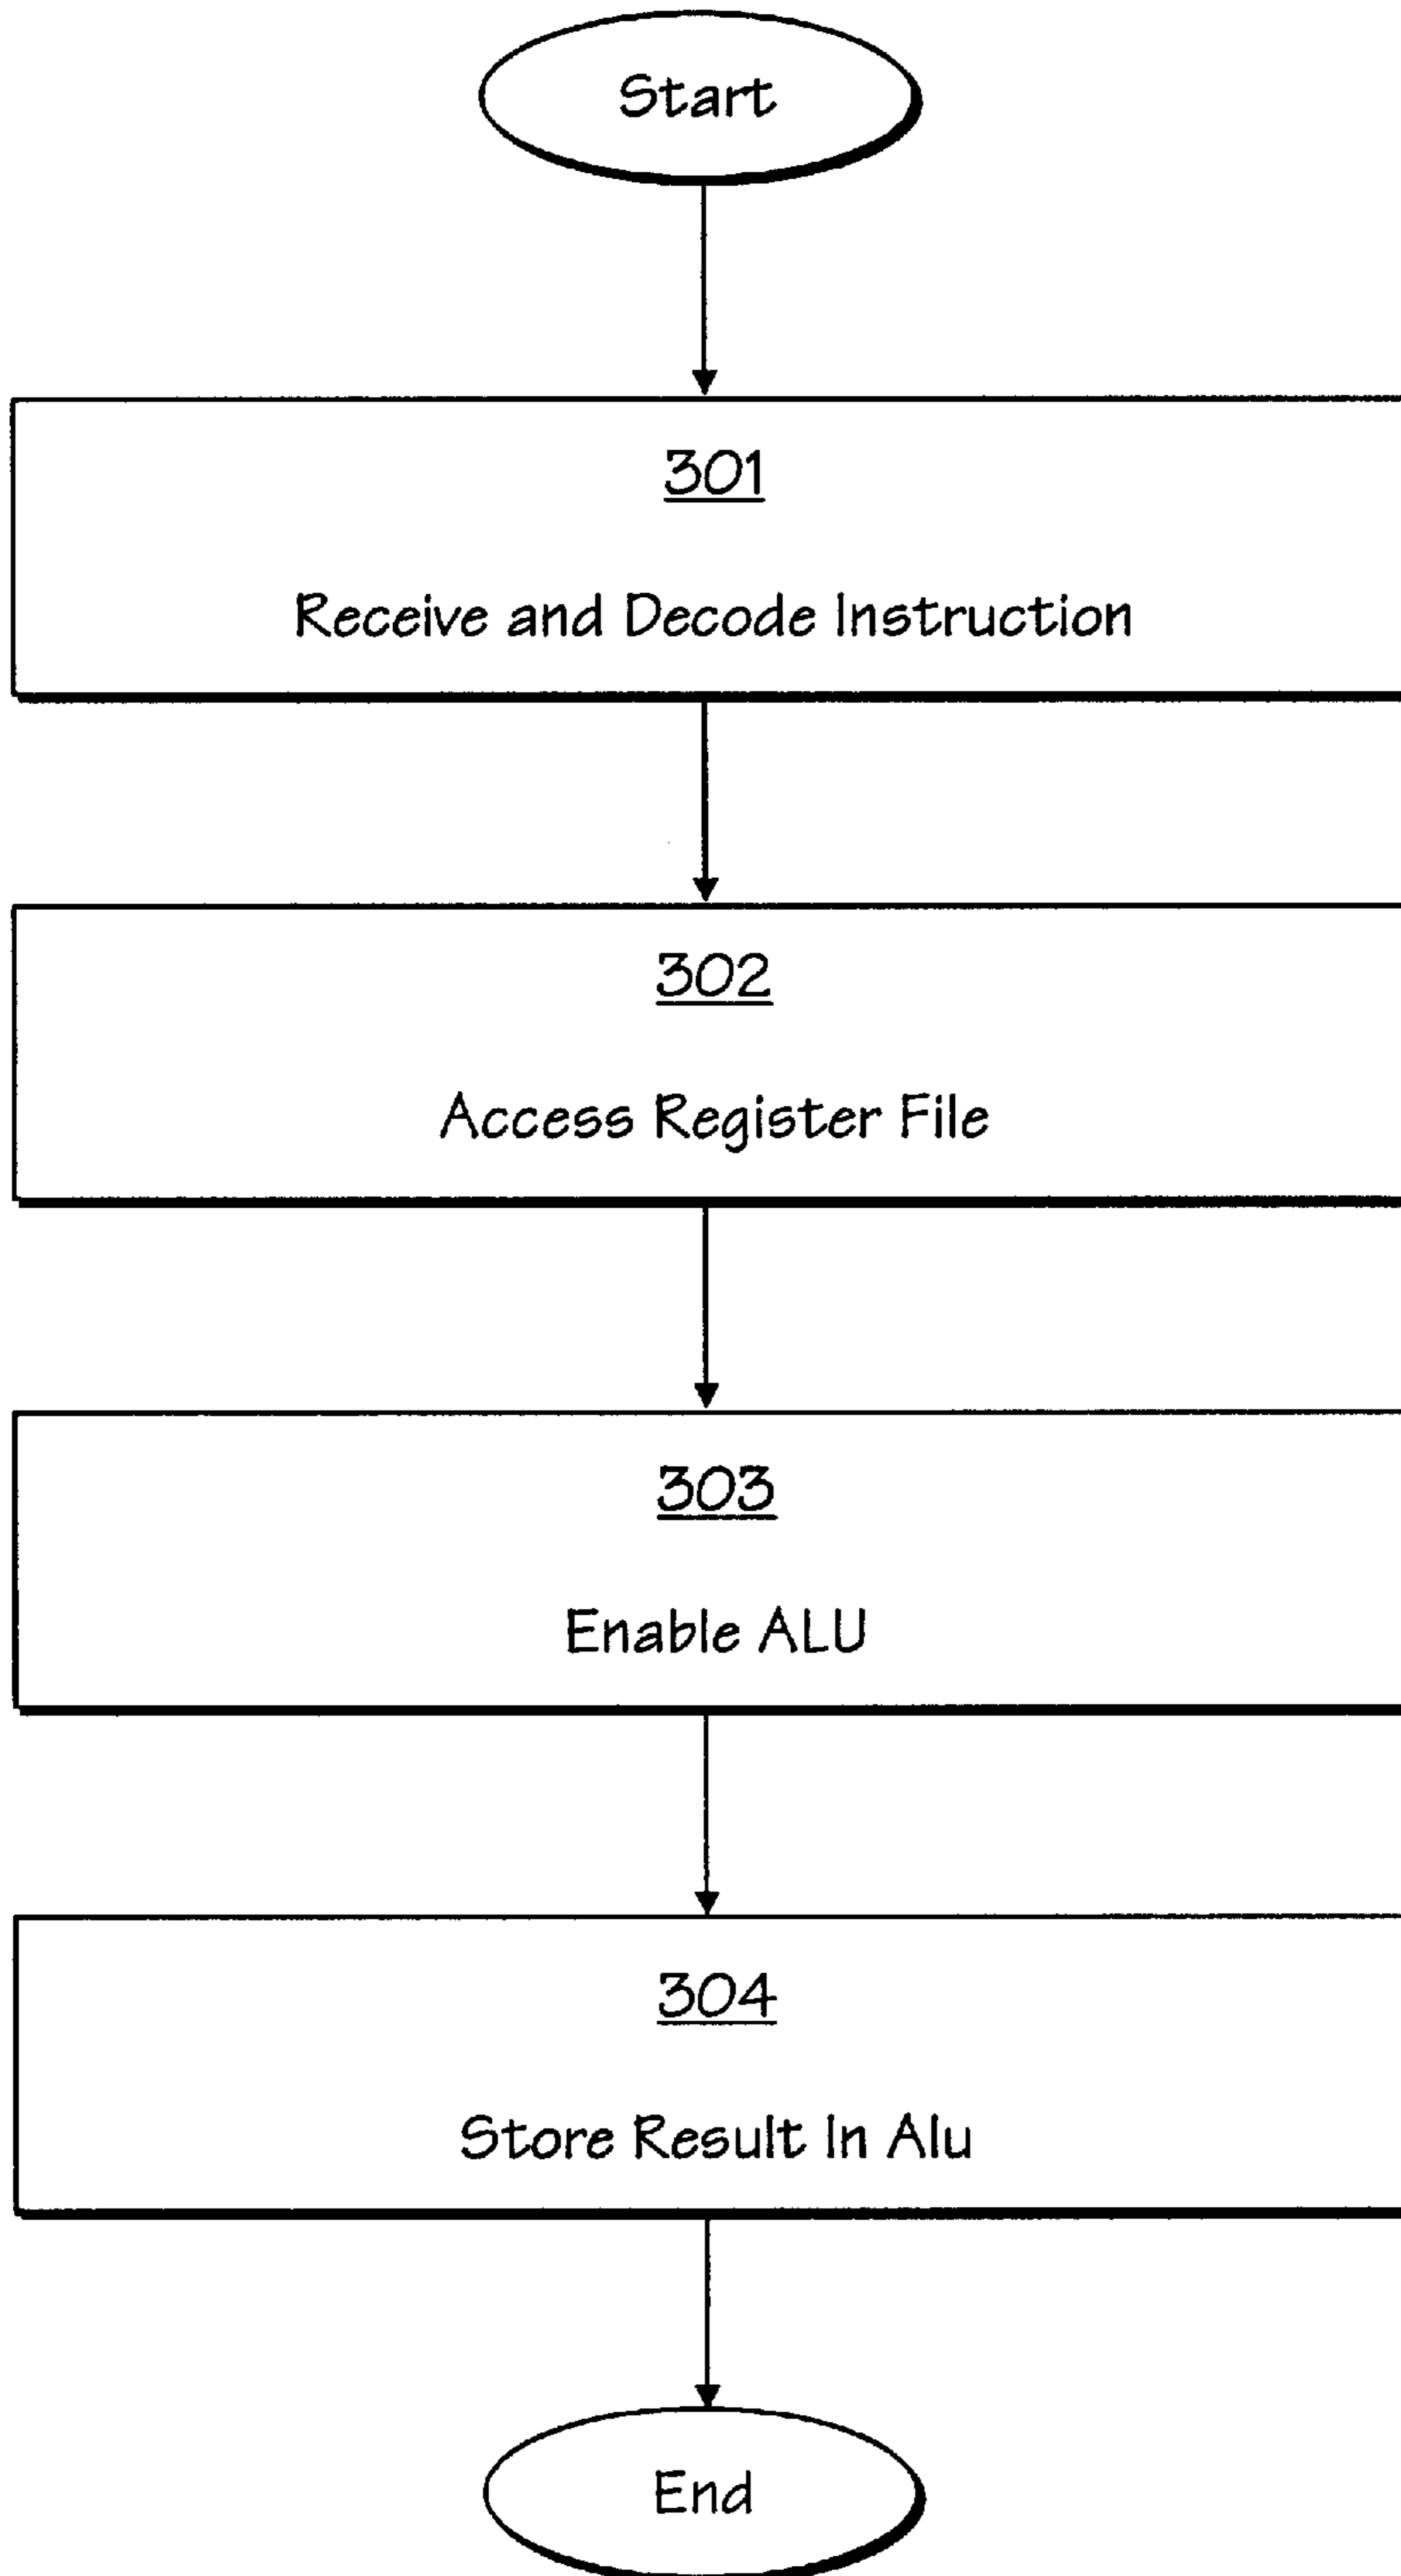 Start
301
Receive and Decode Instruction
302
Access Register File
303
Enable ALU
304
Store Result In Alu
End